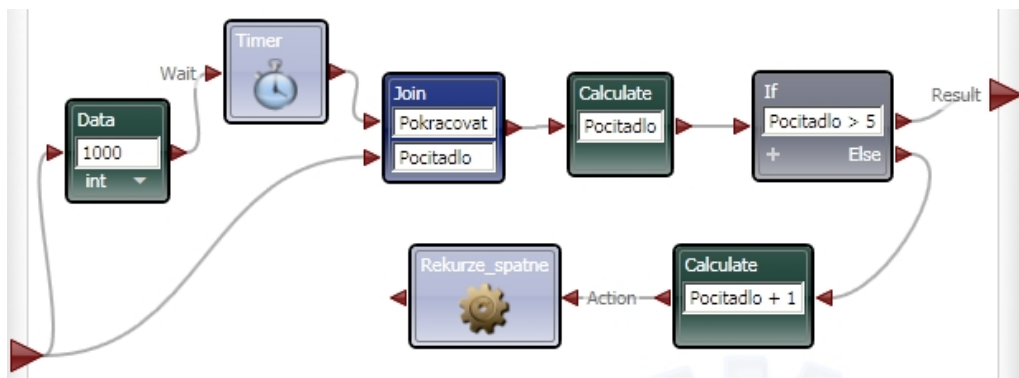 Timer
Wait
Data
1000
int
Join
Pokracovat
Pocitadlo
Calculate
Pocitadlo
If
Pocitadlo > 5
+ Else
Result
Rekurze_spatne
Action
Calculate
Pocitadlo + 1